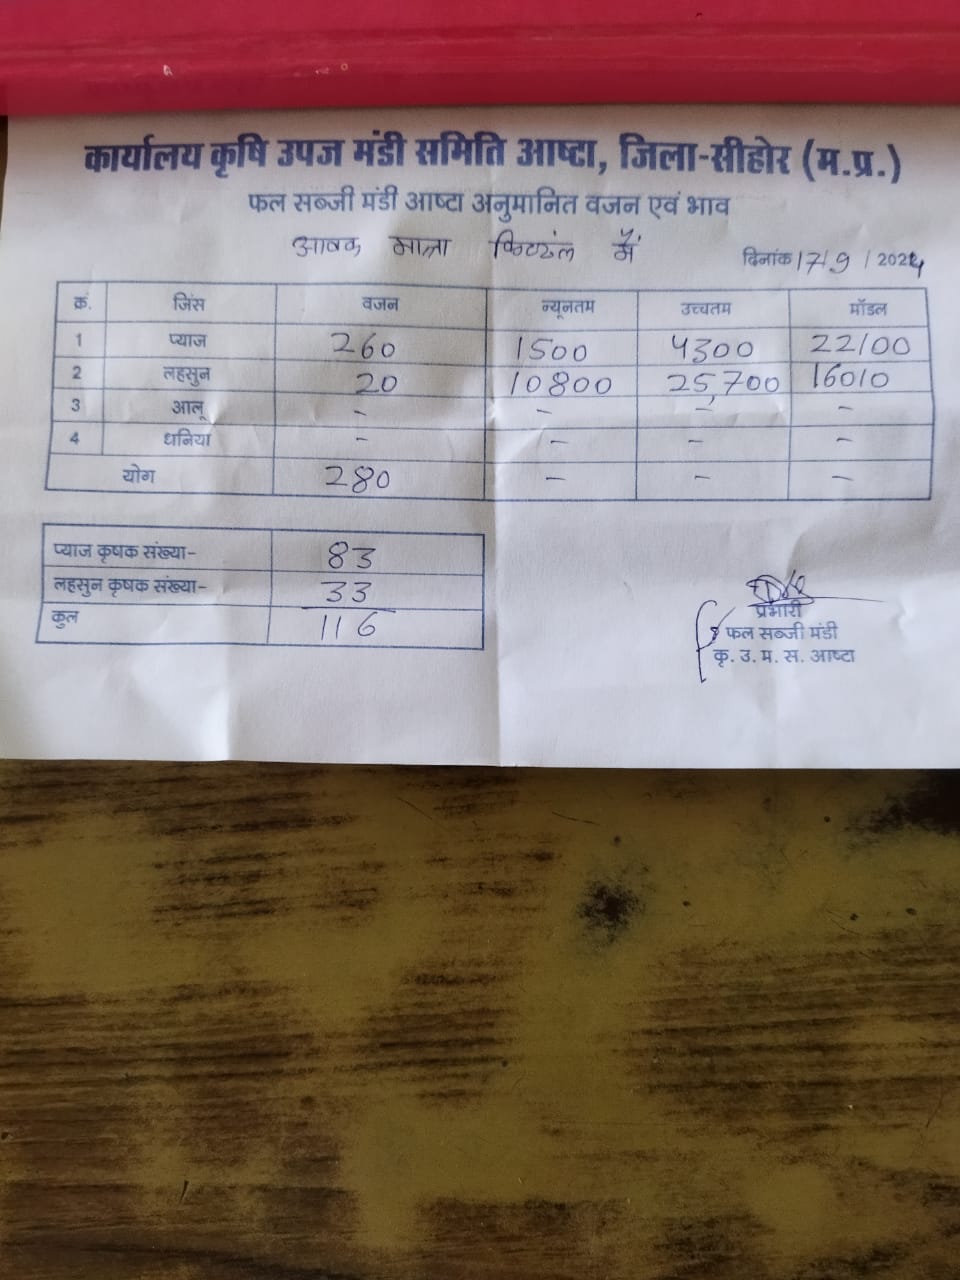 कार्यालय कृषि उपज मंडी समिति आष्टा, जिला-सीहोर (म.प्र.)
फल सब्जी मंडी आष्टा अनुमानित वजन एवं भाव
आवक मात्रा क्विंटल में दिनांक 17/9/2024
क्रं. जिंस वजन न्यूनतम उच्चतम मॉडल
1 प्याज 260 1500 4300 22100
2 लहसुन 20 10800 25,700 16010
3 आलू - - - -
4 धनिया - - - -
योग 280 - - -
प्याज कृषक संख्या- 83
लहसुन कृषक संख्या- 33
कुल 116
प्रभारी
फल सब्जी मंडी
कृ. उ. म. स. आष्टा